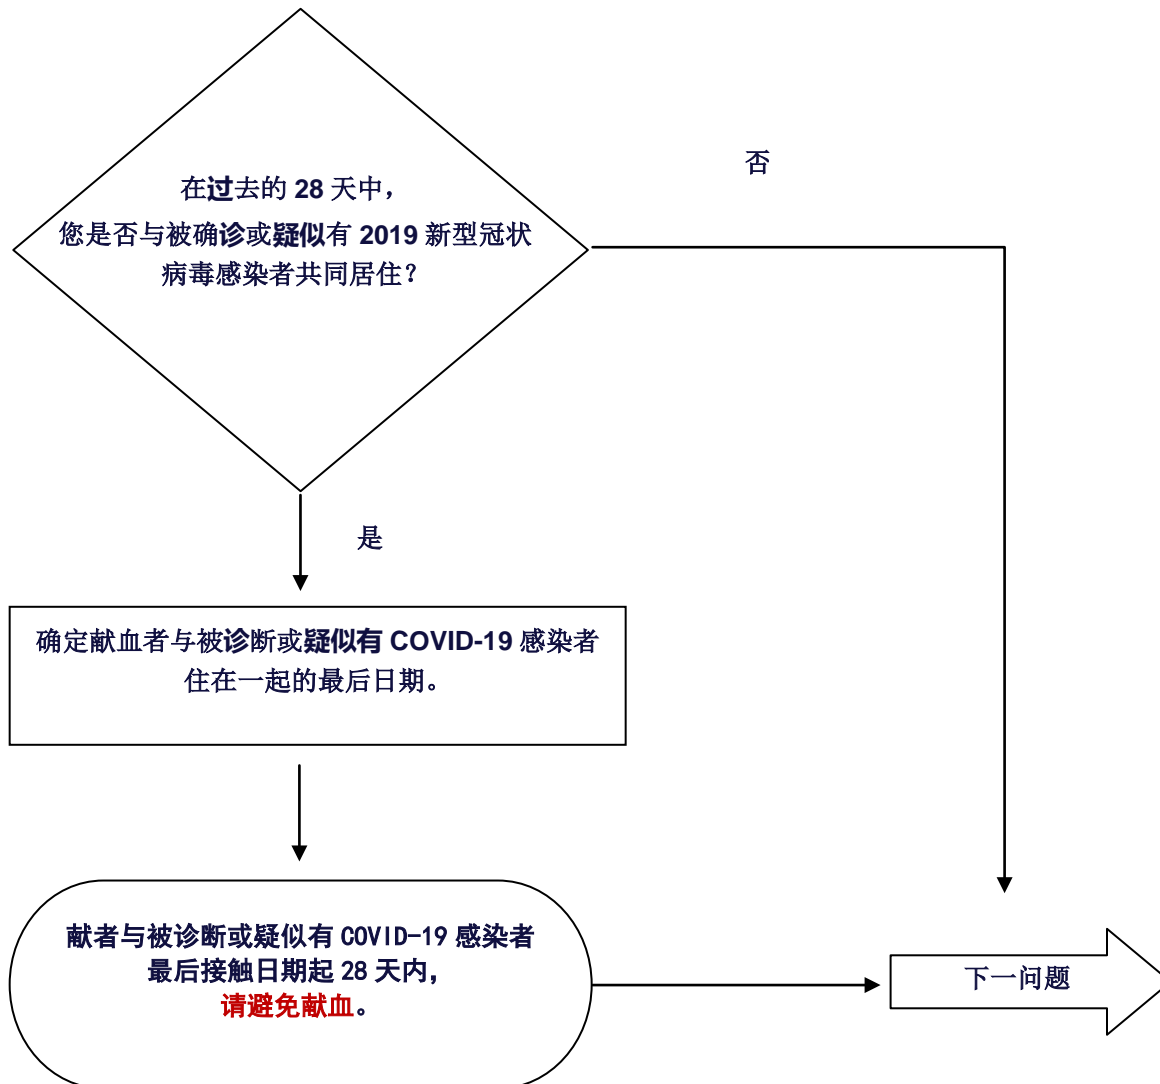 在过去的 28 天中，
您是否与被确诊或疑似有 2019 新型冠状
病毒感染者共同居住？
否
是
确定献血者与被诊断或疑似有 COVID-19 感染者
住在一起的最后日期。
献者与被诊断或疑似有 COVID-19 感染者
最后接触日期起 28 天内，
请避免献血。
下一问题